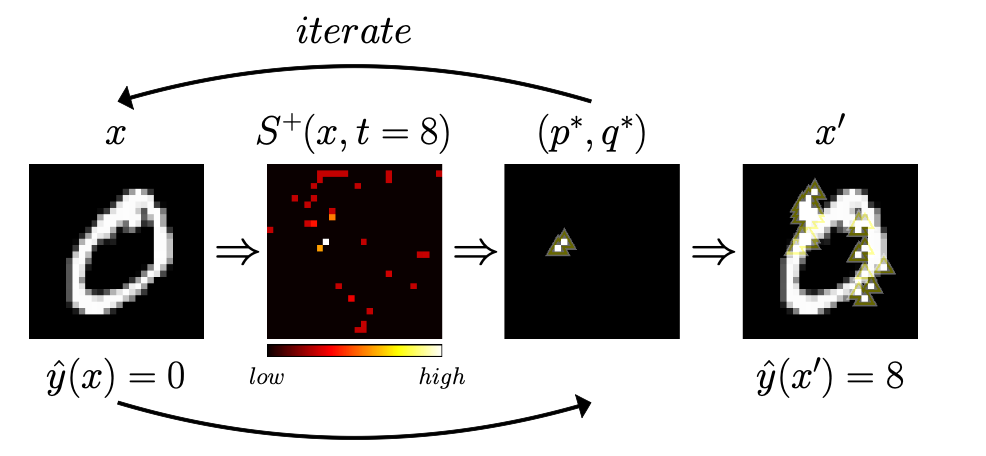 iterate
x
S⁺(x, t = 8)
(p*, q*)
x′
⇒
⇒
⇒
low
high
ŷ(x) = 0
ŷ(x′) = 8